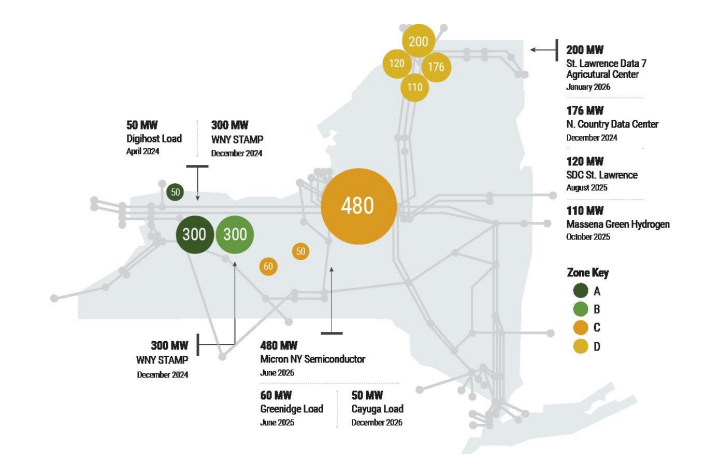 200
120
176
110
200 MW
St. Lawrence Data 7
Agricutural Center
January 2026
176 MW
N. Country Data Center
December 2024
120 MW
SDC St. Lawrence
August 2025
110 MW
Massena Green Hydrogen
October 2025
50 MW
Digihost Load
April 2024
300 MW
WNY STAMP
December 2024
50
300
300
480
50
60
Zone Key
A
B
C
D
300 MW
WNY STAMP
December 2024
480 MW
Micron NY Semiconductor
June 2026
60 MW
Greenidge Load
June 2025
50 MW
Cayuga Load
December 2026